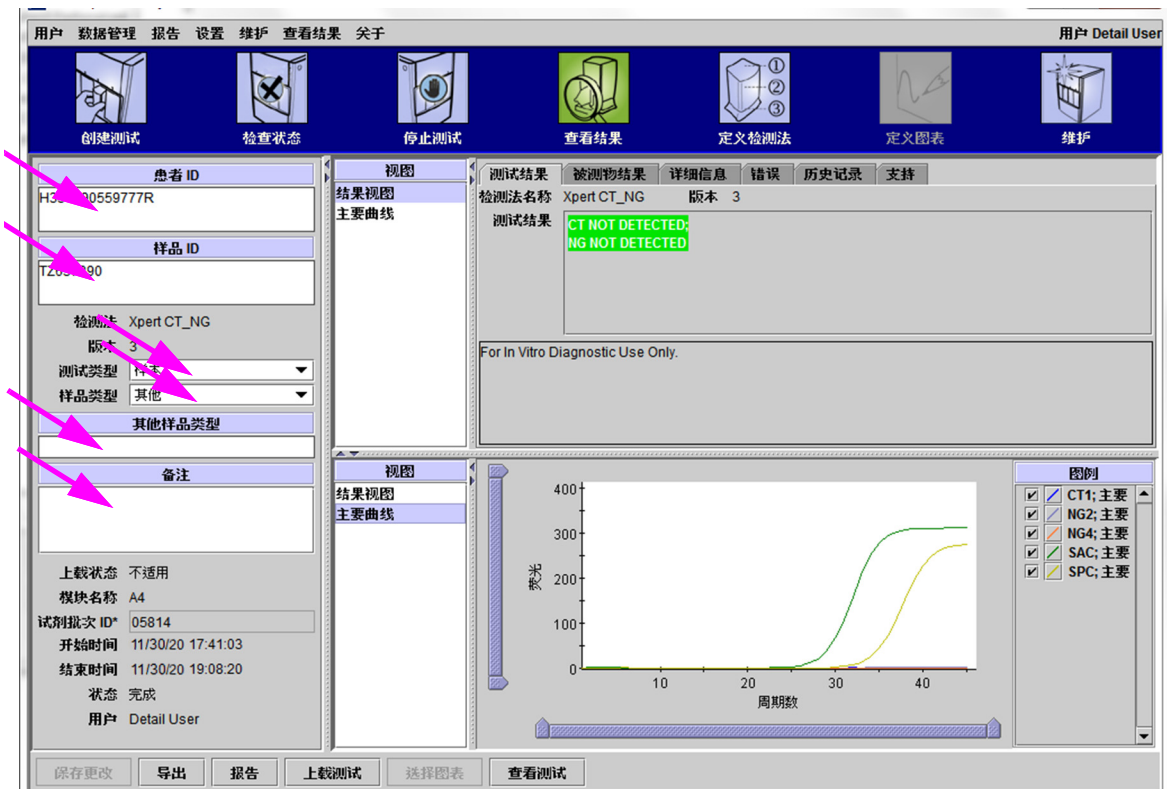 用户 数据管理 报告 设置 维护 查看结果 关于 用户 Detail User
创建测试 检查状态 停止测试 查看结果 定义检测法 定义图表 维护
①
②
③
患者 ID
样品 ID
检测法 Xpert CT_NG
版本 3
测试类型 样本
样品类型 其他
其他样品类型
备注
上载状态 不适用
模块名称 A4
试剂批次 ID* 05814
开始时间 11/30/20 17:41:03
结束时间 11/30/20 19:08:20
状态 完成
用户 Detail User
视图
结果视图
主要曲线
测试结果 被测物结果 详细信息 错误 历史记录 支持
检测法名称 Xpert CT_NG 版本 3
测试结果 CT NOT DETECTED;
NG NOT DETECTED
For In Vitro Diagnostic Use Only.
视图
结果视图
主要曲线
荧光
400
300
200
100
0
10 20 30 40
周期数
图例
CT1; 主要
NG2; 主要
NG4; 主要
SAC; 主要
SPC; 主要
保存更改 导出 报告 上载测试 选择图表 查看测试